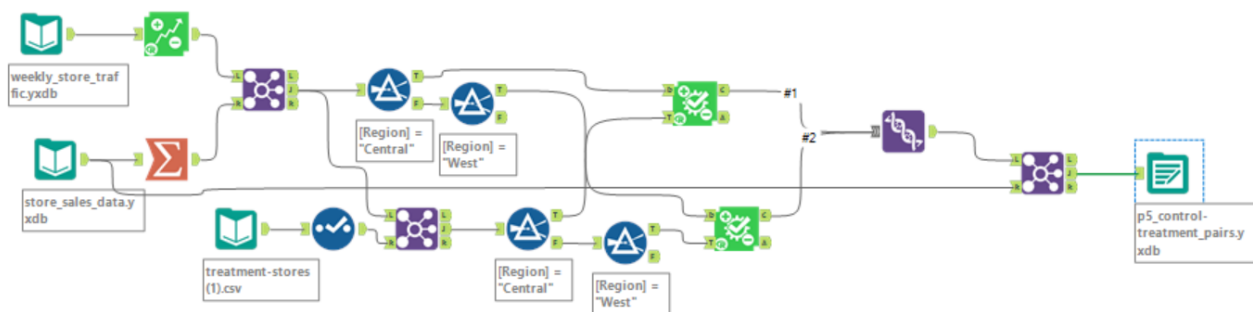 weekly_store_traf
fic.yxdb
L
R
L
J
R
T
F
[Region] =
"Central"
T
F
[Region] =
"West"
D
T
C
A
#1
#2
store_sales_data.y
xdb
treatment-stores
(1).csv
L
R
L
J
R
T
F
[Region] =
"Central"
T
F
[Region] =
"West"
D
T
C
A
L
R
L
J
R
p5_control-
treatment_pairs.y
xdb